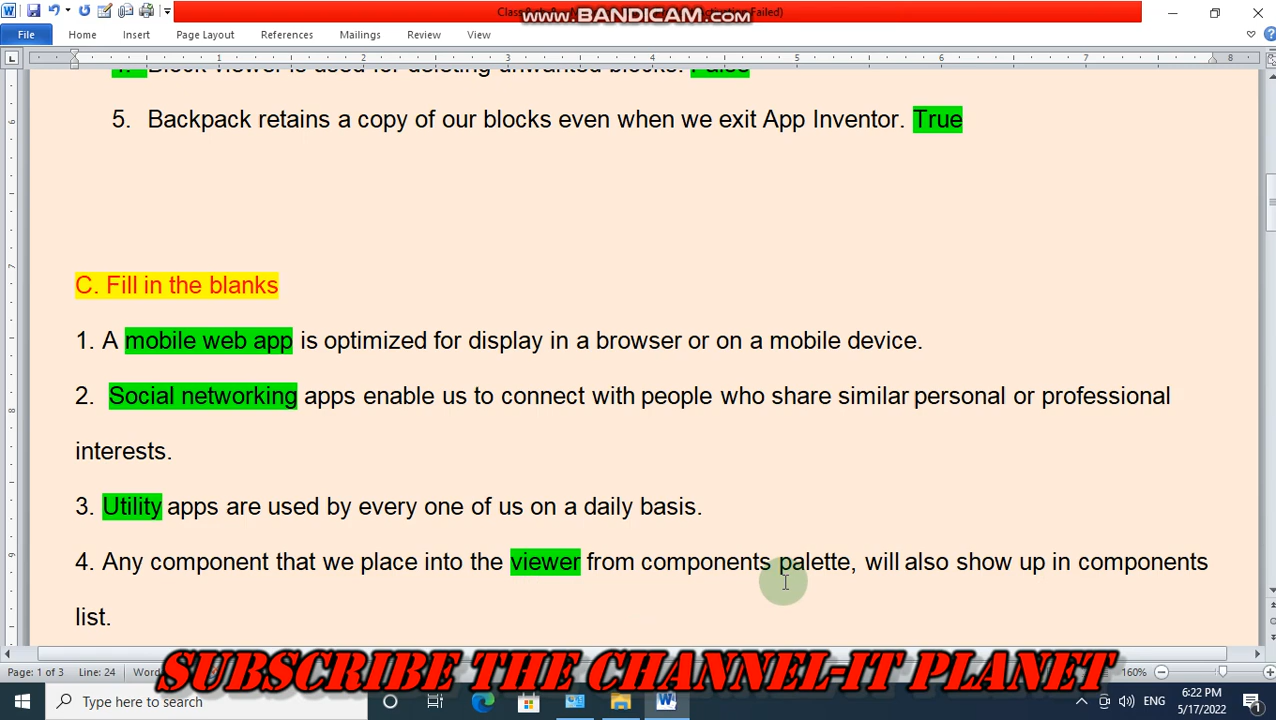 www.BANDICAM.com
File Home Insert Page Layout References Mailings Review View
4. Block viewer is used for deleting unwanted blocks. False
5. Backpack retains a copy of our blocks even when we exit App Inventor. True
C. Fill in the blanks
1. A mobile web app is optimized for display in a browser or on a mobile device.
2. Social networking apps enable us to connect with people who share similar personal or professional
interests.
3. Utility apps are used by every one of us on a daily basis.
4. Any component that we place into the viewer from components palette, will also show up in components
list.
Page: 1 of 3 Line: 24 160%
SUBSCRIBE THE CHANNEL-IT PLANET
Type here to search
ENG
6:22 PM
5/17/2022